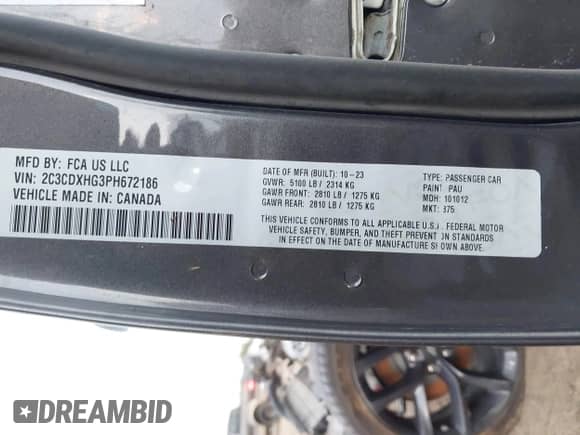 MFD BY: FCA US LLC
VIN: 2C3CDXHG3PH672186
VEHICLE MADE IN: CANADA
DATE OF MFR (BUILT): 10-23
GVWR: 5100 LB / 2314 KG
GAWR FRONT: 2810 LB / 1275 KG
GAWR REAR: 2810 LB / 1275 KG
TYPE: PASSENGER CAR
PAINT: PAU
MDH: 101012
MKT: 375
THIS VEHICLE CONFORMS TO ALL APPLICABLE U.S. FEDERAL MOTOR
VEHICLE SAFETY, BUMPER, AND THEFT PREVENTION STANDARDS
IN EFFECT ON THE DATE OF MANUFACTURE SHOWN ABOVE.
DREAMBID